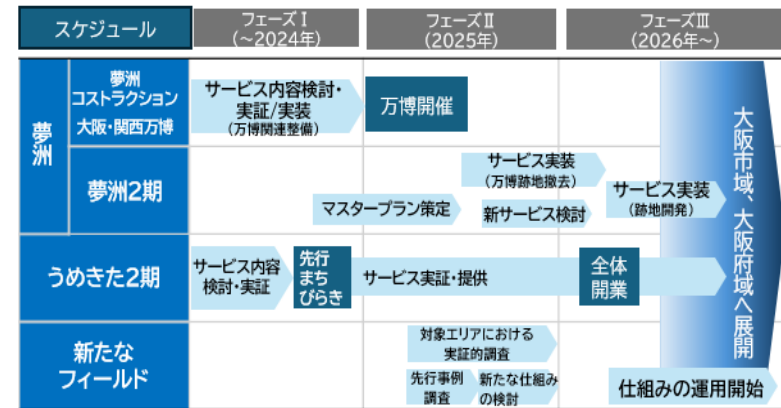 スケジュール
フェーズⅠ
(~2024年)
フェーズⅡ
(2025年)
フェーズⅢ
(2026年~)
夢洲
夢洲
コストラクション
大阪・関西万博
サービス内容検討・
実証/実装
(万博関連整備)
万博開催
夢洲2期
マスタープラン策定
サービス実装
(万博跡地撤去)
新サービス検討
サービス実装
(跡地開発)
うめきた2期
サービス内容
検討・実証
先行
まち
びらき
サービス実証・提供
全体
開業
新たな
フィールド
対象エリアにおける
実証的調査
先行事例
調査
新たな仕組み
の検討
仕組みの運用開始
大阪市域、大阪府域へ展開